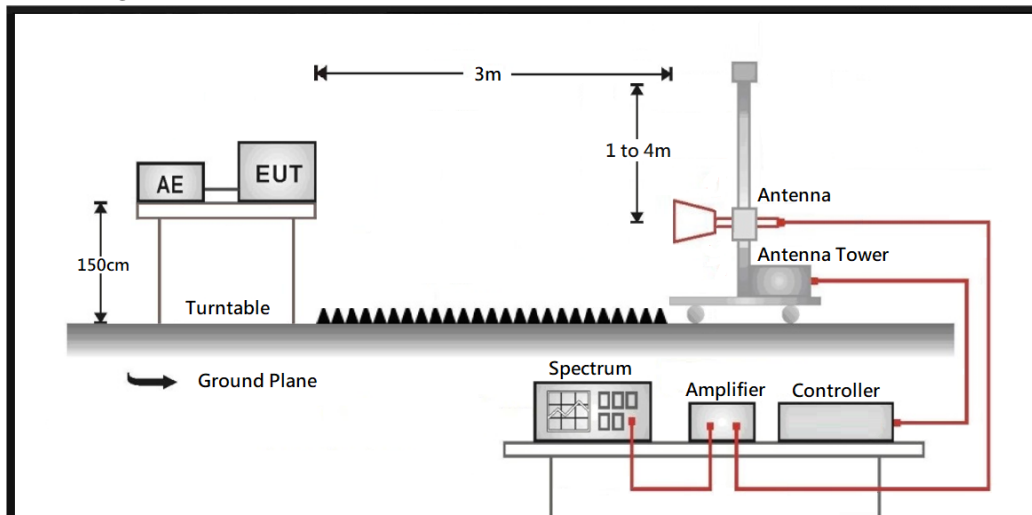 3m
1 to 4m
EUT
AE
Antenna
150cm
Antenna Tower
Turntable
Ground Plane
Spectrum
Amplifier
Controller